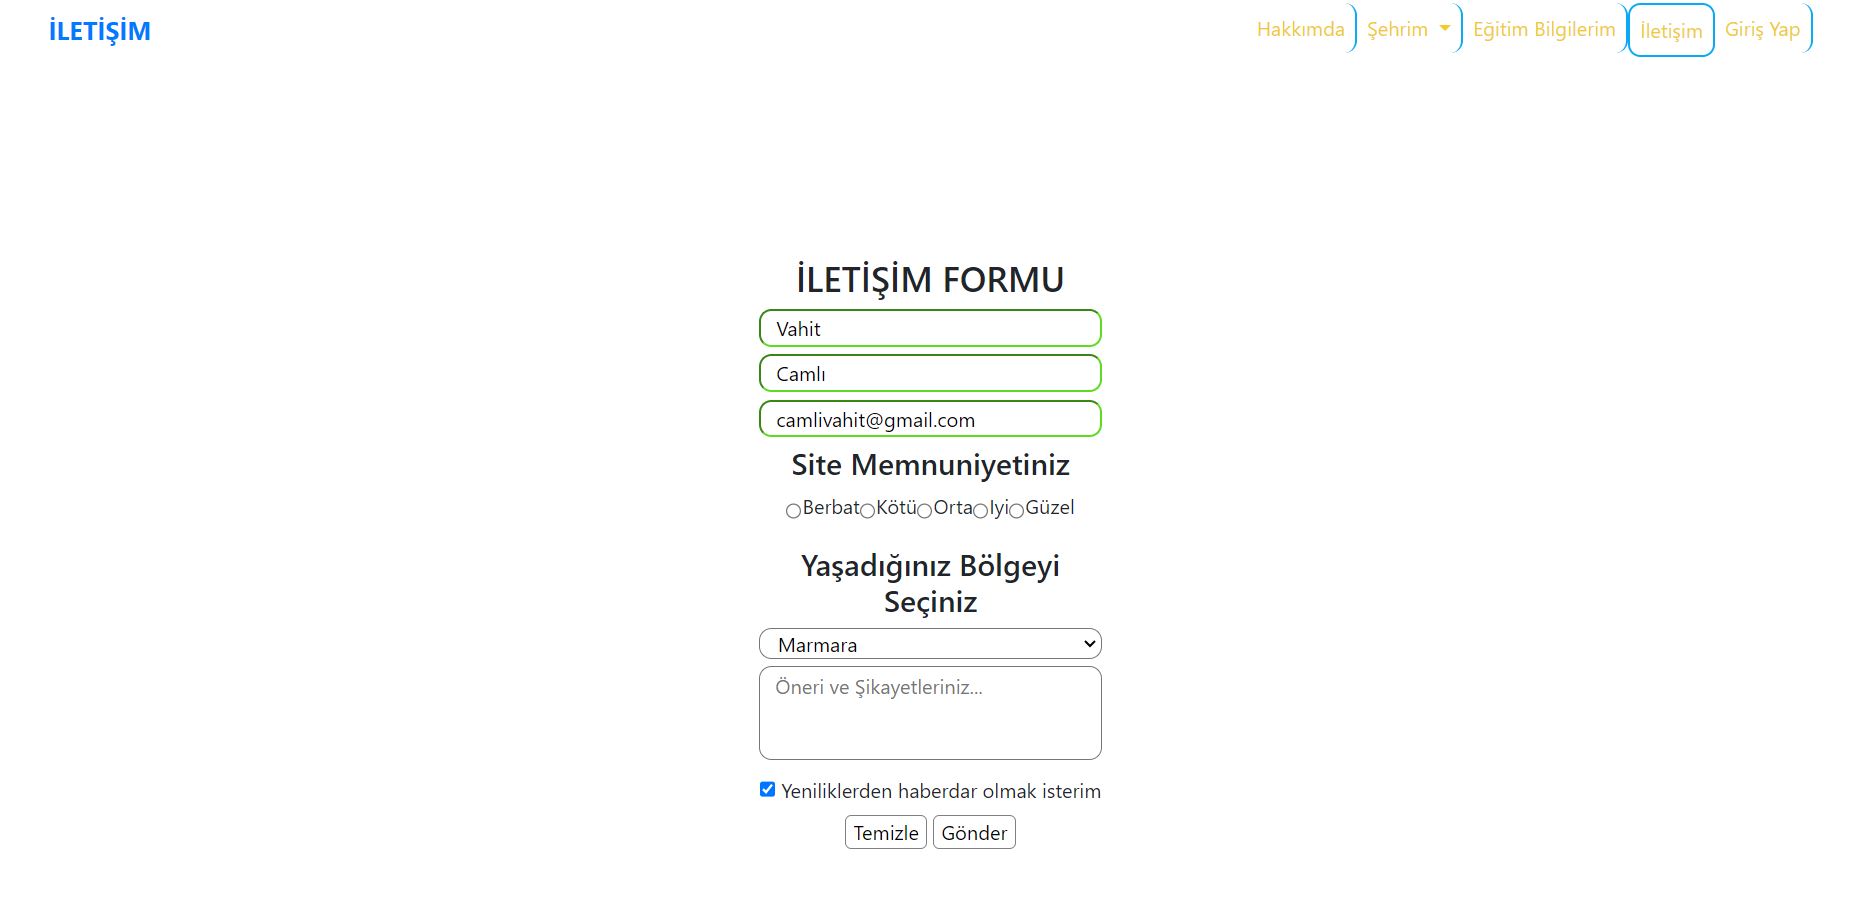 İLETİŞİM
Hakkımda Şehrim Eğitim Bilgilerim İletişim Giriş Yap
İLETİŞİM FORMU
Vahit
Camlı
camlivahit@gmail.com
Site Memnuniyetiniz
Berbat Kötü Orta Iyi Güzel
Yaşadığınız Bölgeyi
Seçiniz
Marmara
Öneri ve Şikayetleriniz...
Yeniliklerden haberdar olmak isterim
Temizle Gönder